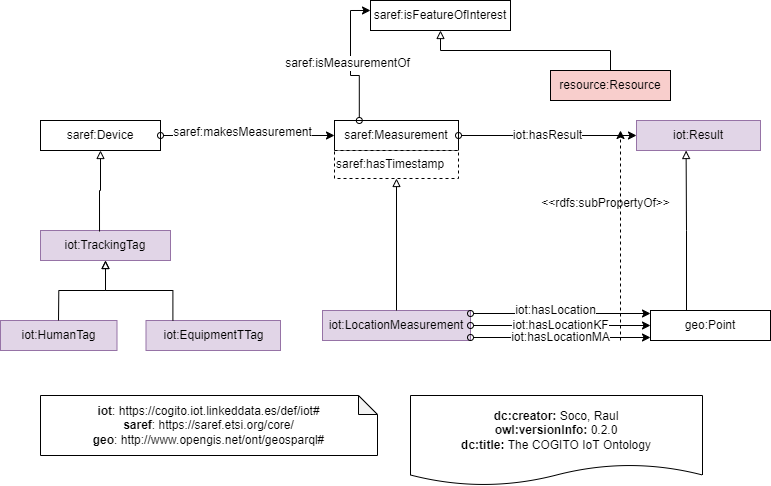 saref:isFeatureOfInterest
saref:isMeasurementOf
resource:Resource
saref:Device
saref:makesMeasurement
saref:Measurement
iot:hasResult
iot:Result
saref:hasTimestamp
<<rdfs:subPropertyOf>>
iot:TrackingTag
iot:HumanTag
iot:EquipmentTTag
iot:LocationMeasurement
iot:hasLocation
iot:hasLocationKF
iot:hasLocationMA
geo:Point
iot: https://cogito.iot.linkeddata.es/def/iot#
saref: https://saref.etsi.org/core/
geo: http://www.opengis.net/ont/geosparql#
dc:creator: Soco, Raul
owl:versionInfo: 0.2.0
dc:title: The COGITO IoT Ontology